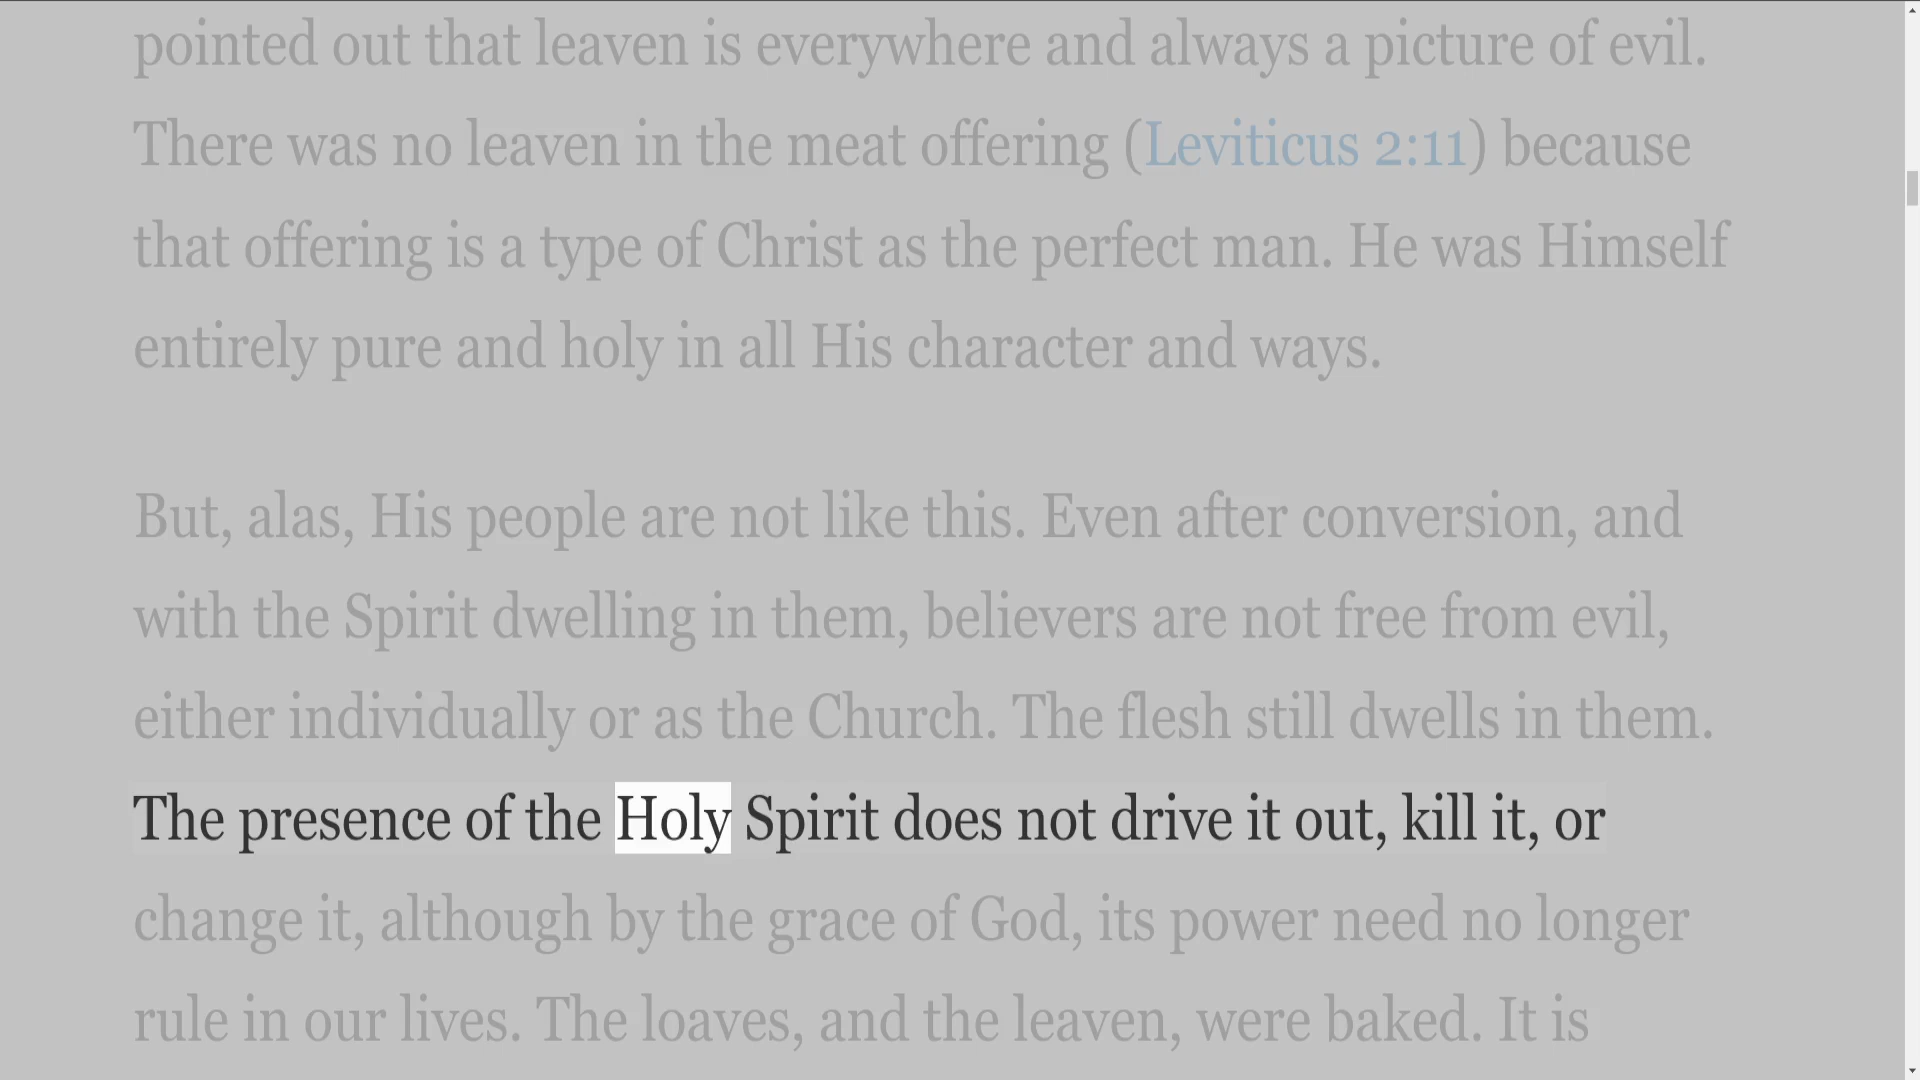 pointed out that leaven is everywhere and always a picture of evil.
There was no leaven in the meat offering (Leviticus 2:11) because
that offering is a type of Christ as the perfect man. He was Himself
entirely pure and holy in all His character and ways.
But, alas, His people are not like this. Even after conversion, and
with the Spirit dwelling in them, believers are not free from evil,
either individually or as the Church. The flesh still dwells in them.
The presence of the Holy Spirit does not drive it out, kill it, or
change it, although by the grace of God, its power need no longer
rule in our lives. The loaves, and the leaven, were baked. It is